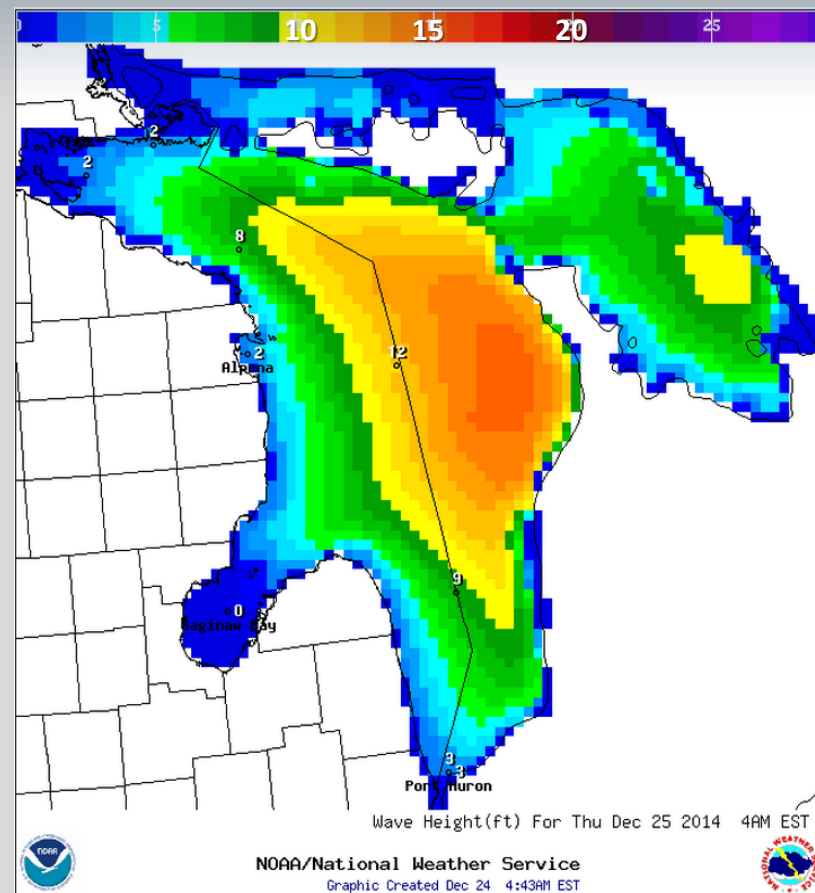 0 5 10 15 20 25
2
2
8
2
Alpena
12
9
0
Saginaw Bay
3
3
Port Huron
Wave Height(ft) For Thu Dec 25 2014 4AM EST
NOAA
NOAA/National Weather Service
Graphic Created Dec 24 4:43AM EST